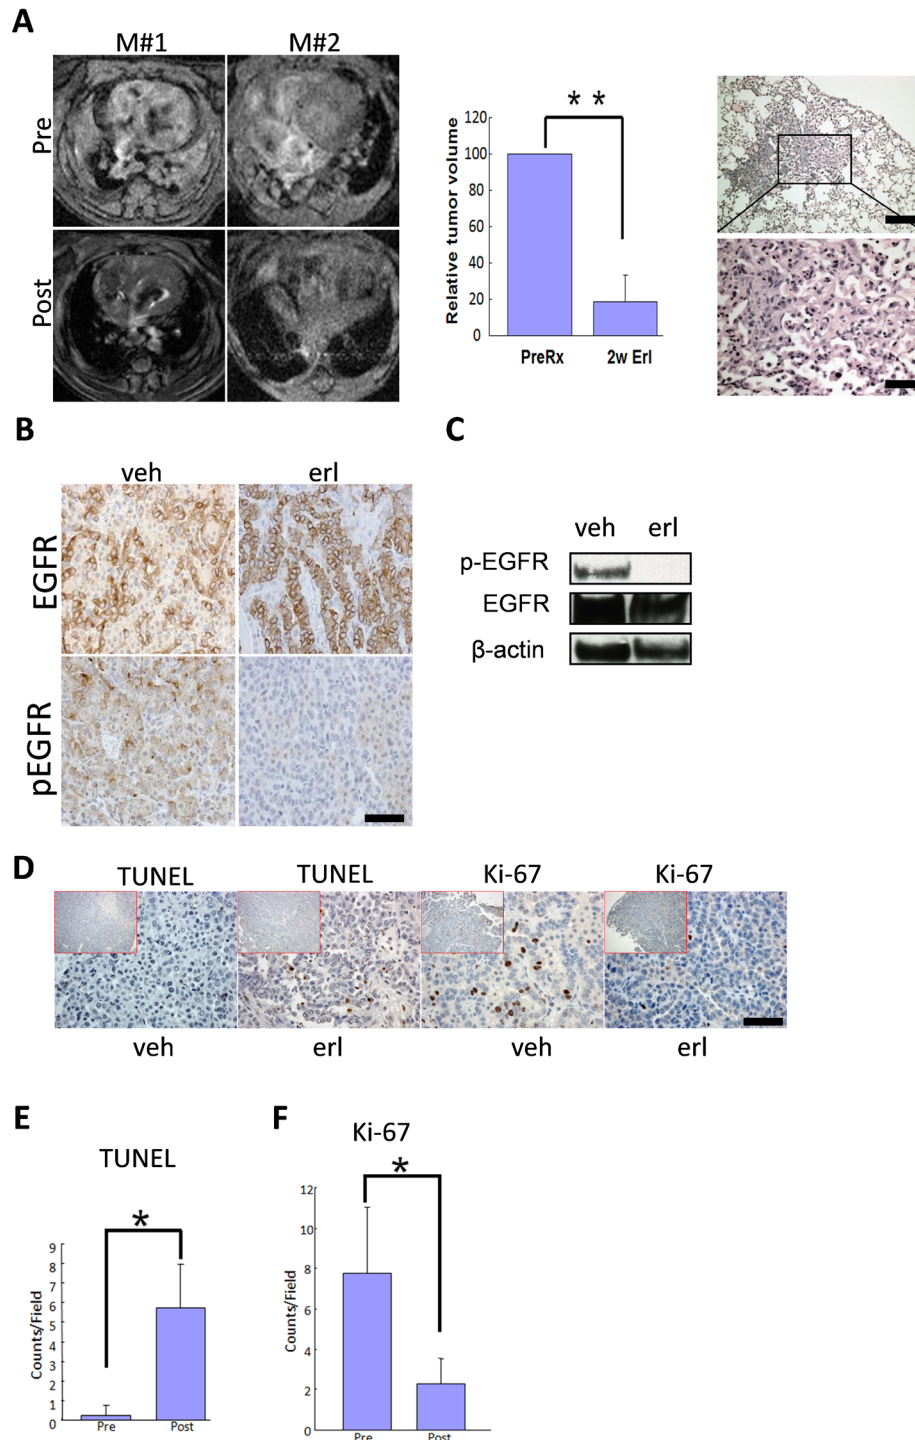 A
M#1 M#2
Pre
Post
Relative tumor volume
120
100
80
60
40
20
0
* *
PreRx 2w Erl
B
veh erl
EGFR
pEGFR
C
veh erl
p-EGFR
EGFR
β-actin
D
TUNEL TUNEL Ki-67 Ki-67
veh erl veh erl
E
TUNEL
*
Counts/Field
9
8
7
6
5
4
3
2
1
0
Pre Post
F
Ki-67
*
Counts/Field
12
10
8
6
4
2
0
Pre Post